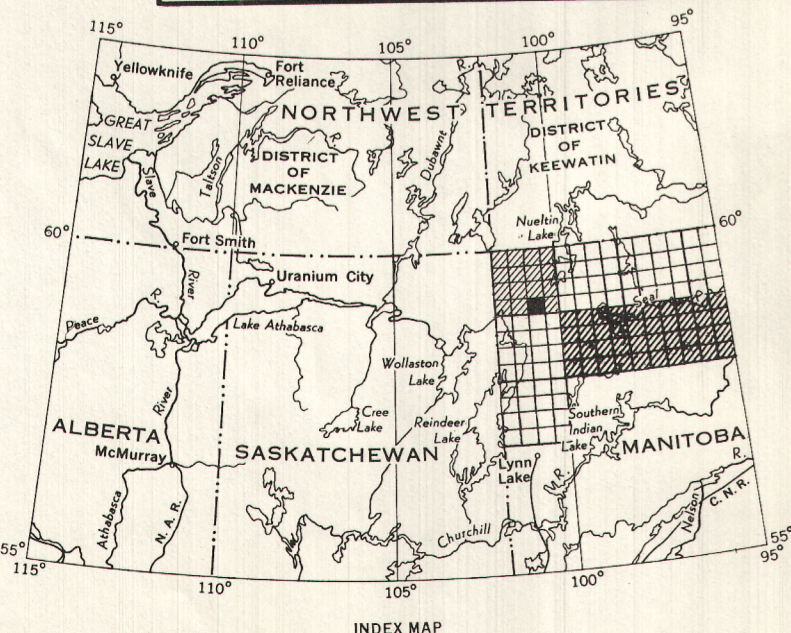 115°
110°
105°
100°
95°
Yellowknife
Fort
Reliance
GREAT
SLAVE
LAKE
NORTHWEST TERRITORIES
R.
DISTRICT
OF
KEEWATIN
Taltson
R.
DISTRICT
OF
MACKENZIE
Dubawnt
Slave
Nueltin
Lake
60°
60°
Fort Smith
River
Uranium City
Seal
R.
Peace
R.
Lake Athabasca
Wollaston
Lake
River
Cree
Lake
Reindeer
Lake
Southern
Indian
Lake
ALBERTA
McMurray
SASKATCHEWAN
MANITOBA
Lynn
Lake
R.
R.
Athabasca
N. A. R.
Churchill
Nelson
C.N.R.
55°
115°
110°
105°
100°
55°
95°
INDEX MAP